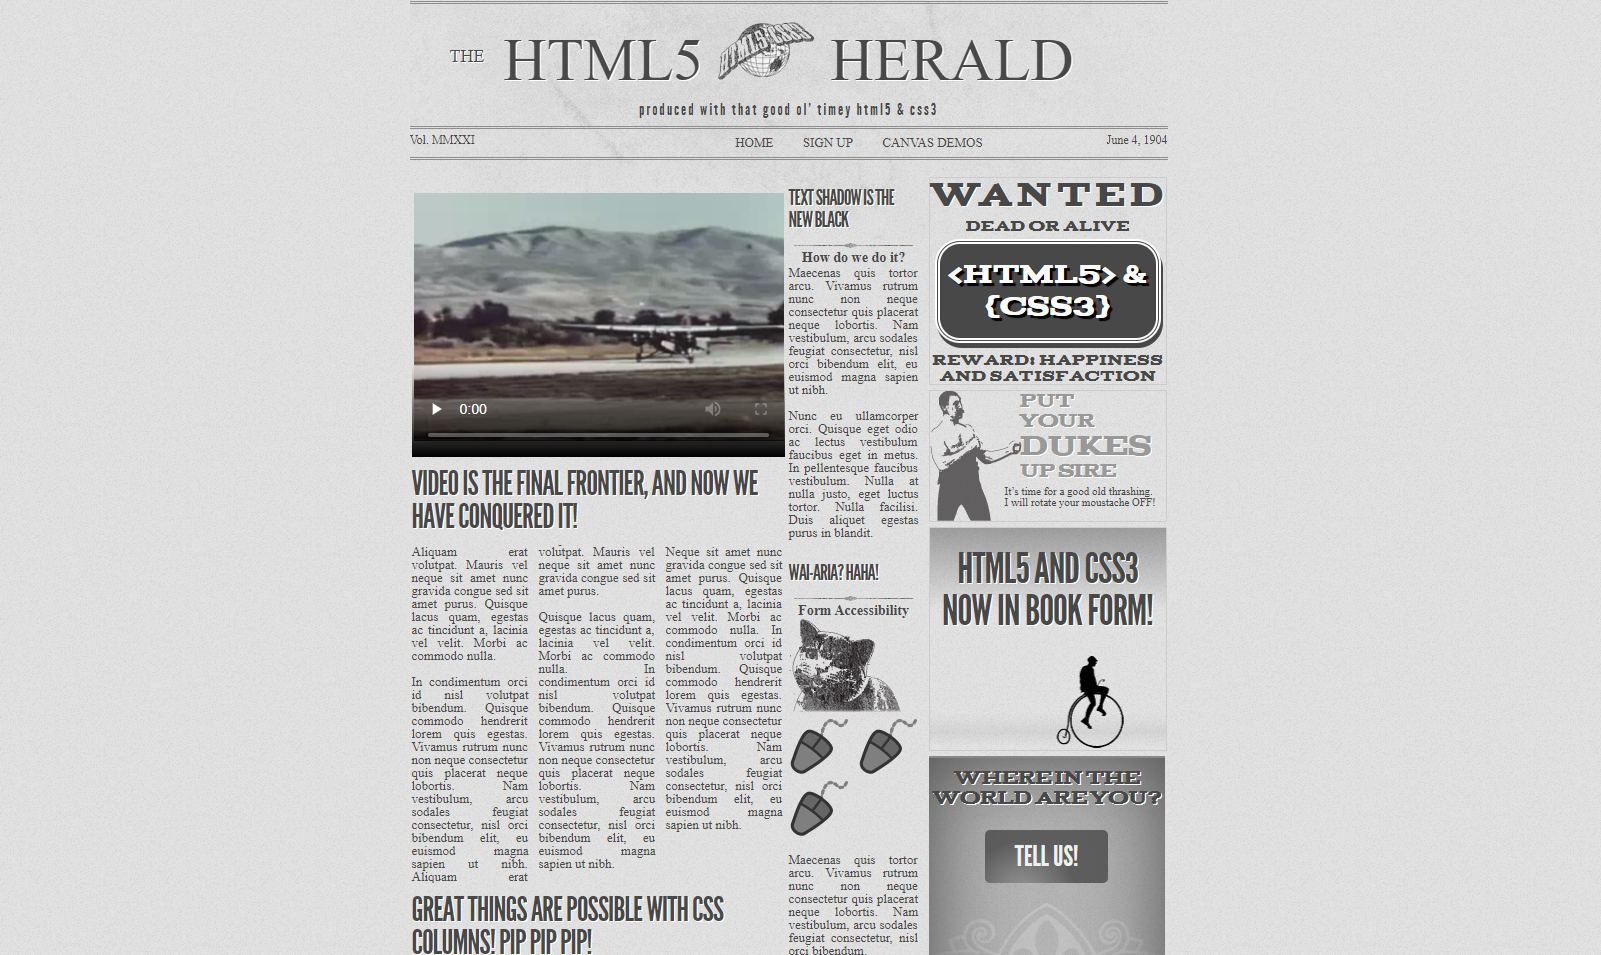 THE HTML5 HTML5&CSS3 HERALD
produced with that good ol' timey html5 & css3
Vol. MMXXI
HOME SIGN UP CANVAS DEMOS
June 4, 1904
0:00
VIDEO IS THE FINAL FRONTIER, AND NOW WE
HAVE CONQUERED IT!
Aliquam erat
volutpat. Mauris vel
neque sit amet nunc
gravida congue sed sit
amet purus. Quisque
lacus quam, egestas
ac tincidunt a, lacinia
vel velit. Morbi ac
commodo nulla.
In condimentum orci
id nisl volutpat
bibendum. Quisque
commodo hendrerit
lorem quis egestas.
Vivamus rutrum nunc
non neque consectetur
quis placerat neque
lobortis. Nam
vestibulum, arcu
sodales feugiat
consectetur, nisl orci
bibendum elit, eu
euismod magna
sapien ut nibh.
Aliquam erat
volutpat. Mauris vel
neque sit amet nunc
gravida congue sed sit
amet purus.
Quisque lacus quam,
egestas ac tincidunt a,
lacinia vel velit.
Morbi ac commodo
nulla. In
condimentum orci id
nisl volutpat
bibendum. Quisque
commodo hendrerit
lorem quis egestas.
Vivamus rutrum nunc
non neque consectetur
quis placerat neque
lobortis. Nam
vestibulum, arcu
sodales feugiat
consectetur, nisl orci
bibendum elit, eu
euismod magna
sapien ut nibh.
Neque sit amet nunc
gravida congue sed sit
amet purus. Quisque
lacus quam, egestas
ac tincidunt a, lacinia
vel velit. Morbi ac
commodo nulla. In
condimentum orci id
nisl volutpat
bibendum. Quisque
commodo hendrerit
lorem quis egestas.
Vivamus rutrum nunc
non neque consectetur
quis placerat neque
lobortis. Nam
vestibulum, arcu
sodales feugiat
consectetur, nisl orci
bibendum elit, eu
euismod magna
sapien ut nibh.
GREAT THINGS ARE POSSIBLE WITH CSS
COLUMNS! PIP PIP PIP!
TEXT SHADOW IS THE
NEW BLACK
How do we do it?
Maecenas quis tortor
arcu. Vivamus rutrum
nunc non neque
consectetur quis placerat
neque lobortis. Nam
vestibulum, arcu sodales
feugiat consectetur, nisl
orci bibendum elit, eu
euismod magna sapien
ut nibh.
Nunc eu ullamcorper
orci. Quisque eget odio
ac lectus vestibulum
faucibus eget in metus.
In pellentesque faucibus
vestibulum. Nulla at
nulla justo, eget luctus
tortor. Nulla facilisi.
Duis aliquet egestas
purus in blandit.
WAI-ARIA? HAHA!
Form Accessibility
Maecenas quis tortor
arcu. Vivamus rutrum
nunc non neque
consectetur quis placerat
neque lobortis. Nam
vestibulum, arcu sodales
feugiat consectetur, nisl
orci bibendum.
WANTED
DEAD OR ALIVE
<HTML5> &
{CSS3}
REWARD: HAPPINESS
AND SATISFACTION
PUT
YOUR
DUKES
UP SIRE
It's time for a good old thrashing.
I will rotate your moustache OFF!
HTML5 AND CSS3
NOW IN BOOK FORM!
WHERE IN THE
WORLD ARE YOU?
TELL US!